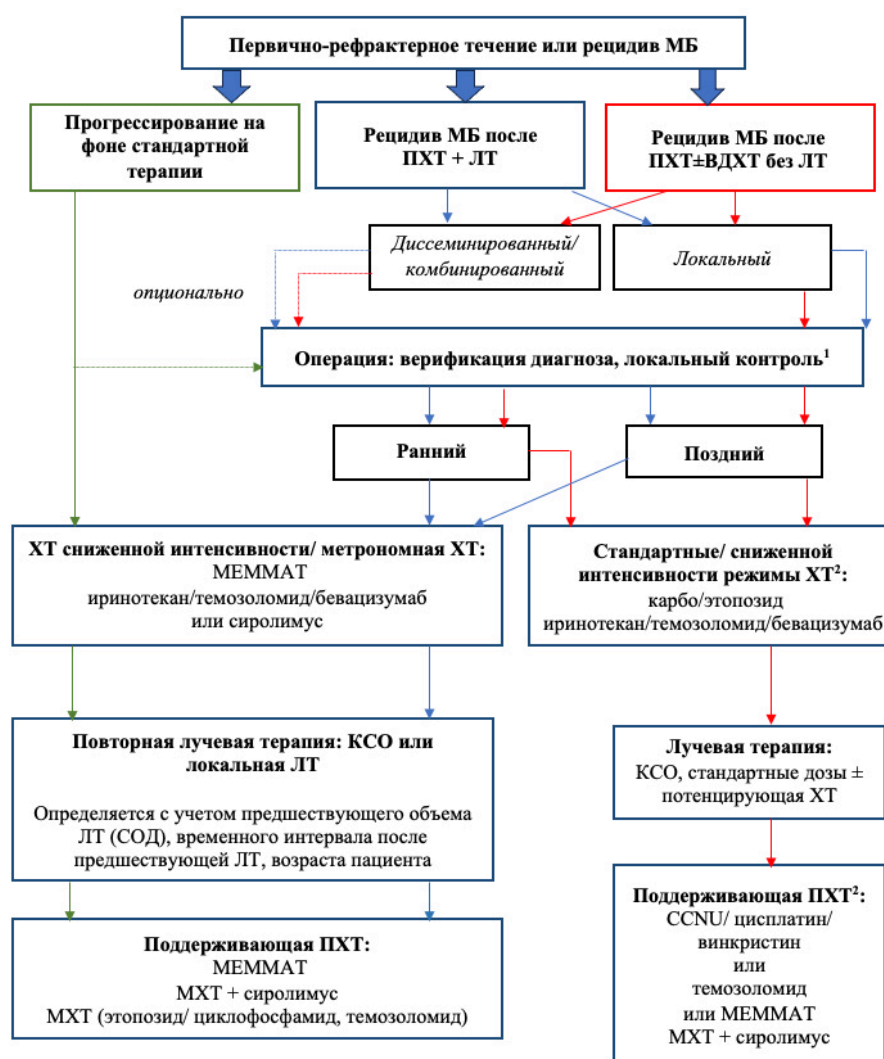 Первично-рефрактерное течение или рецидив МБ
Прогрессирование на
фоне стандартной
терапии
Рецидив МБ после
ПХТ + ЛТ
Рецидив МБ после
ПХТ±ВДХТ без ЛТ
Диссеминированный/
комбинированный
Локальный
опционально
Операция: верификация диагноза, локальный контроль¹
Ранний
Поздний
ХТ сниженной интенсивности/ метрономная ХТ:
МЕММАТ
иринотекан/темозоломид/бевацизумаб
или сиролимус
Стандартные/ сниженной
интенсивности режимы ХТ²:
карбо/этопозид
иринотекан/темозоломид/бевацизумаб
Повторная лучевая терапия: КСО или
локальная ЛТ
Определяется с учетом предшествующего объема
ЛТ (СОД), временного интервала после
предшествующей ЛТ, возраста пациента
Лучевая терапия:
КСО, стандартные дозы ±
потенцирующая ХТ
Поддерживающая ПХТ:
МЕММАТ
МХТ + сиролимус
МХТ (этопозид/ циклофосфамид, темозоломид)
Поддерживающая ПХТ²:
CCNU/ цисплатин/
винкристин
или
темозоломид
или МЕММАТ
МХТ + сиролимус